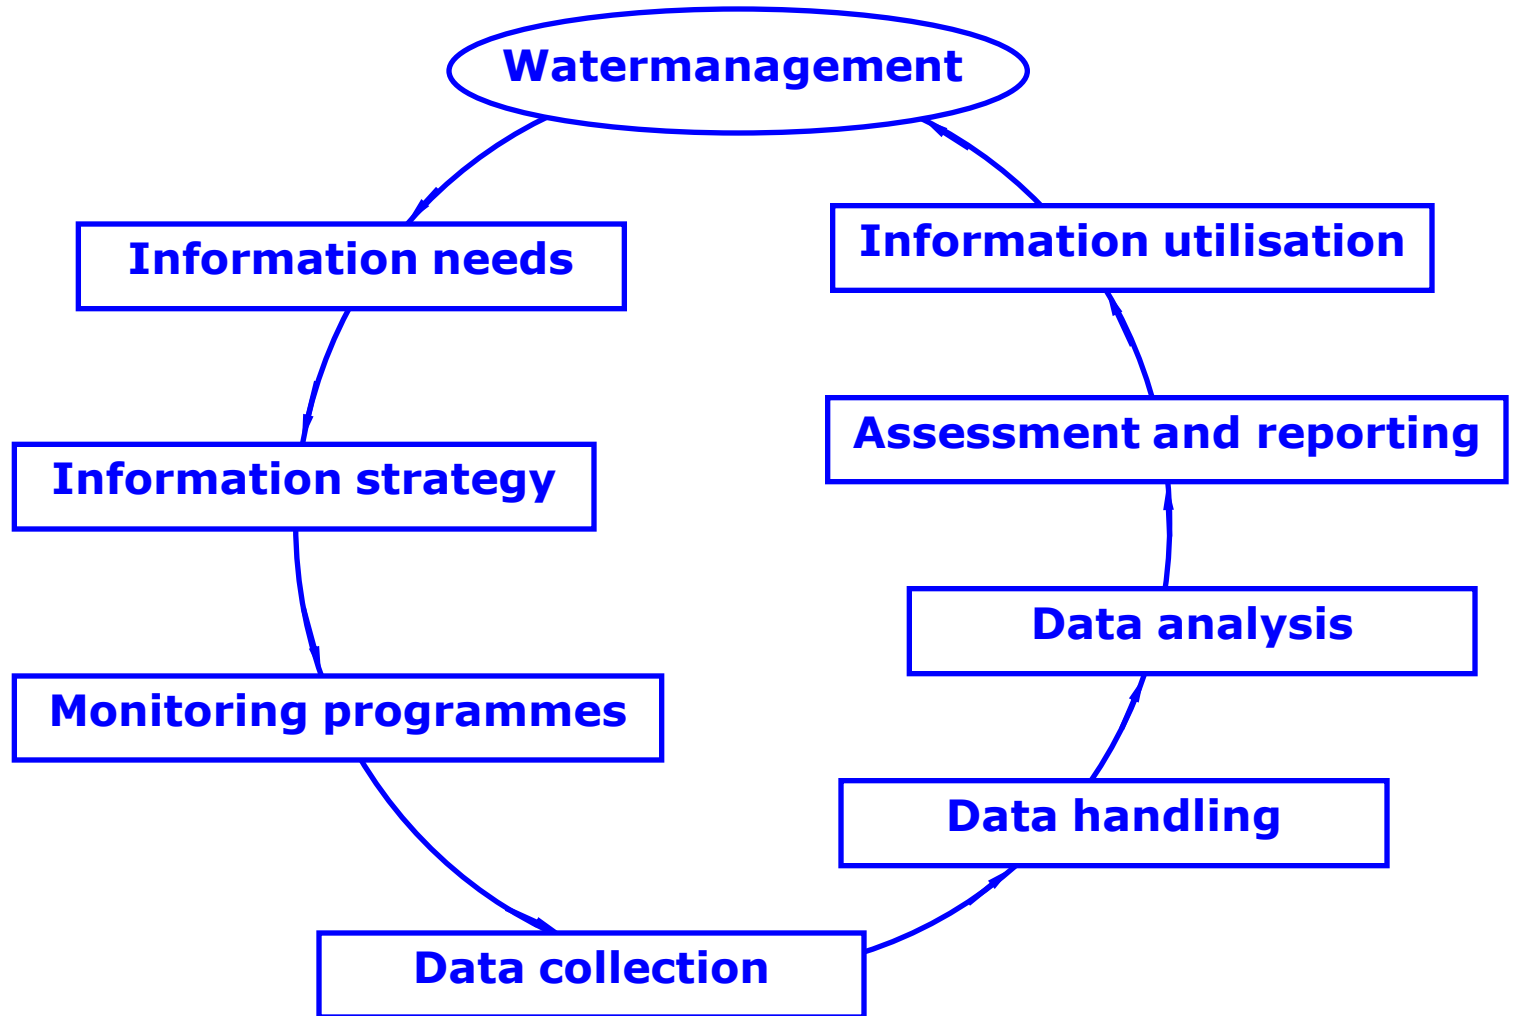 Watermanagement
Information needs
Information strategy
Monitoring programmes
Data collection
Data handling
Data analysis
Assessment and reporting
Information utilisation